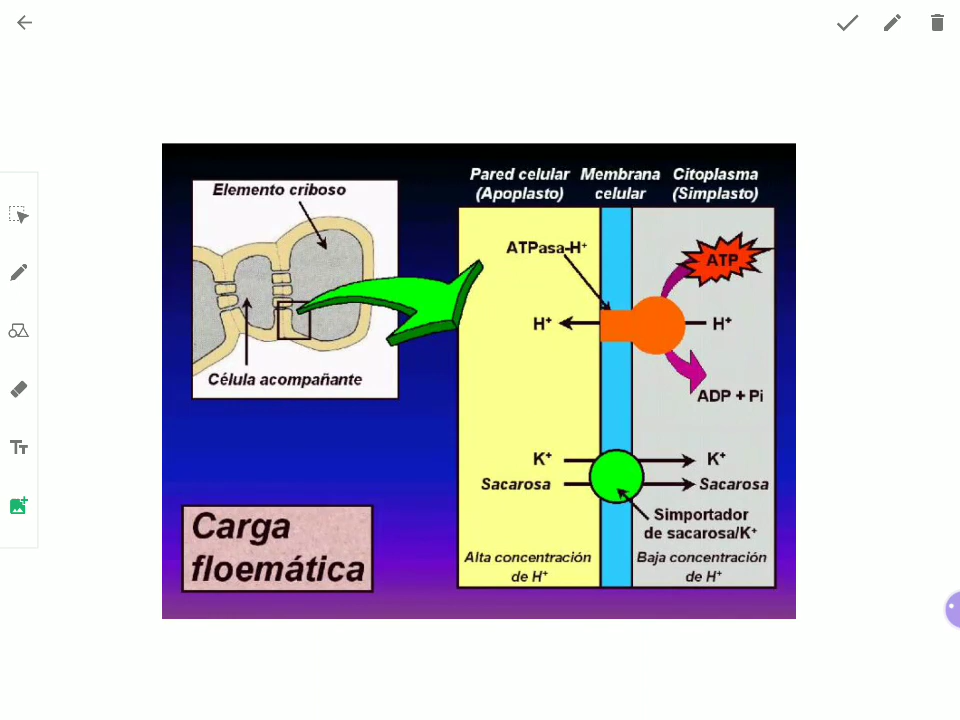 Elemento criboso
Célula acompañante
Carga
floemática
Pared celular
(Apoplasto)
Membrana
celular
Citoplasma
(Simplasto)
ATPasa-H⁺
ATP
H⁺
H⁺
ADP + Pi
K⁺
K⁺
Sacarosa
Sacarosa
Simportador
de sacarosa/K⁺
Alta concentración
de H⁺
Baja concentración
de H⁺
Tт